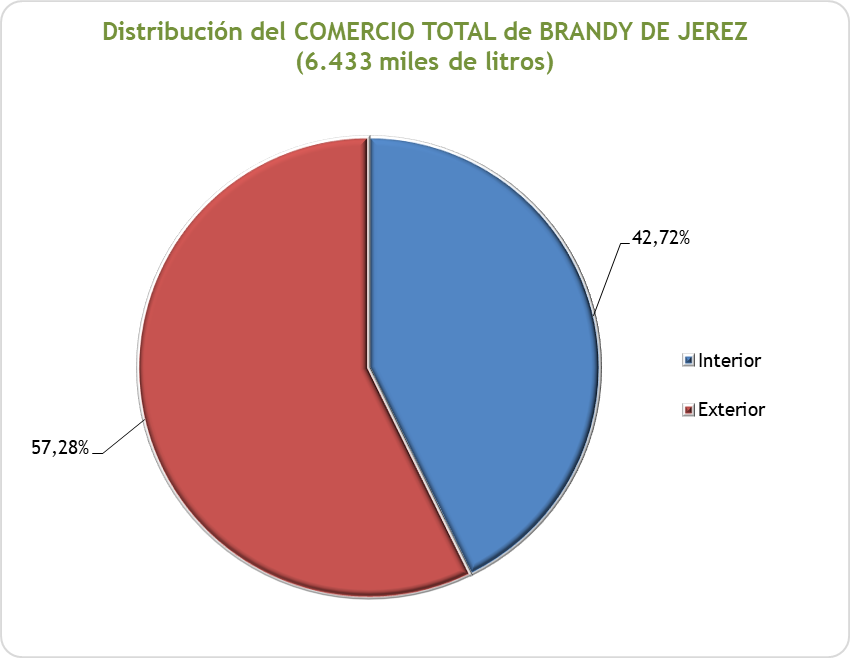 Distribución del COMERCIO TOTAL de BRANDY DE JEREZ
(6.433 miles de litros)
42,72%
Interior
Exterior
57,28%